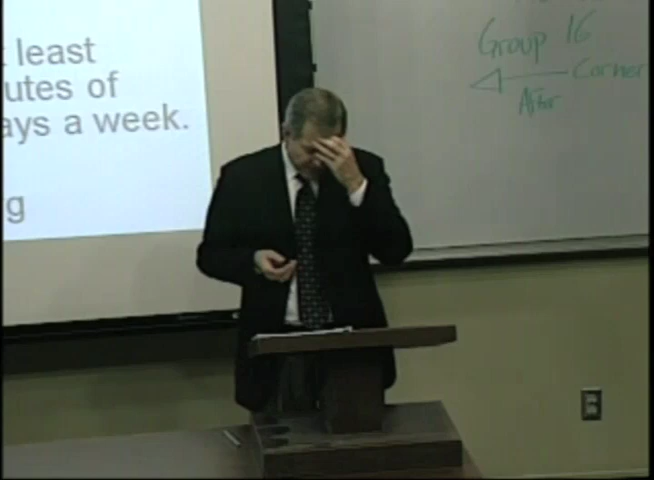 least
utes of
ays a week.
g
Group 16
Corner
After